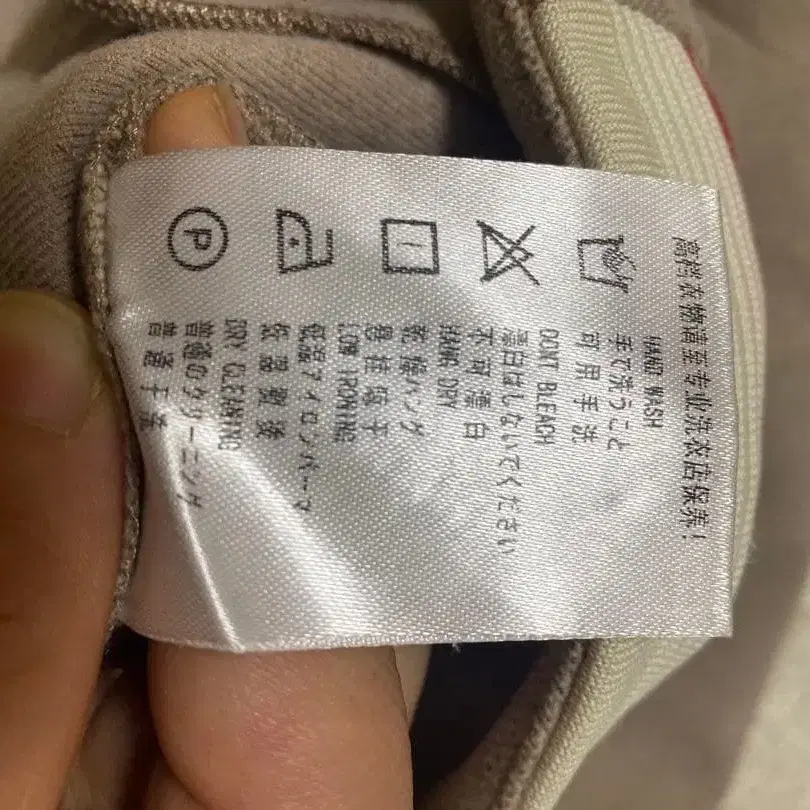 高档衣物请至专业洗衣店保养!
HAND WASH
手で洗うこと
可用手洗
DONT BLEACH
漂白はしないでください
不可漂白
HANG DRY
乾燥ハング
悬挂晾干
LOW IRONING
低温アイロンバーマ
低温熨烫
DRY CLEANING
普通のクリーニング
普通干洗
P